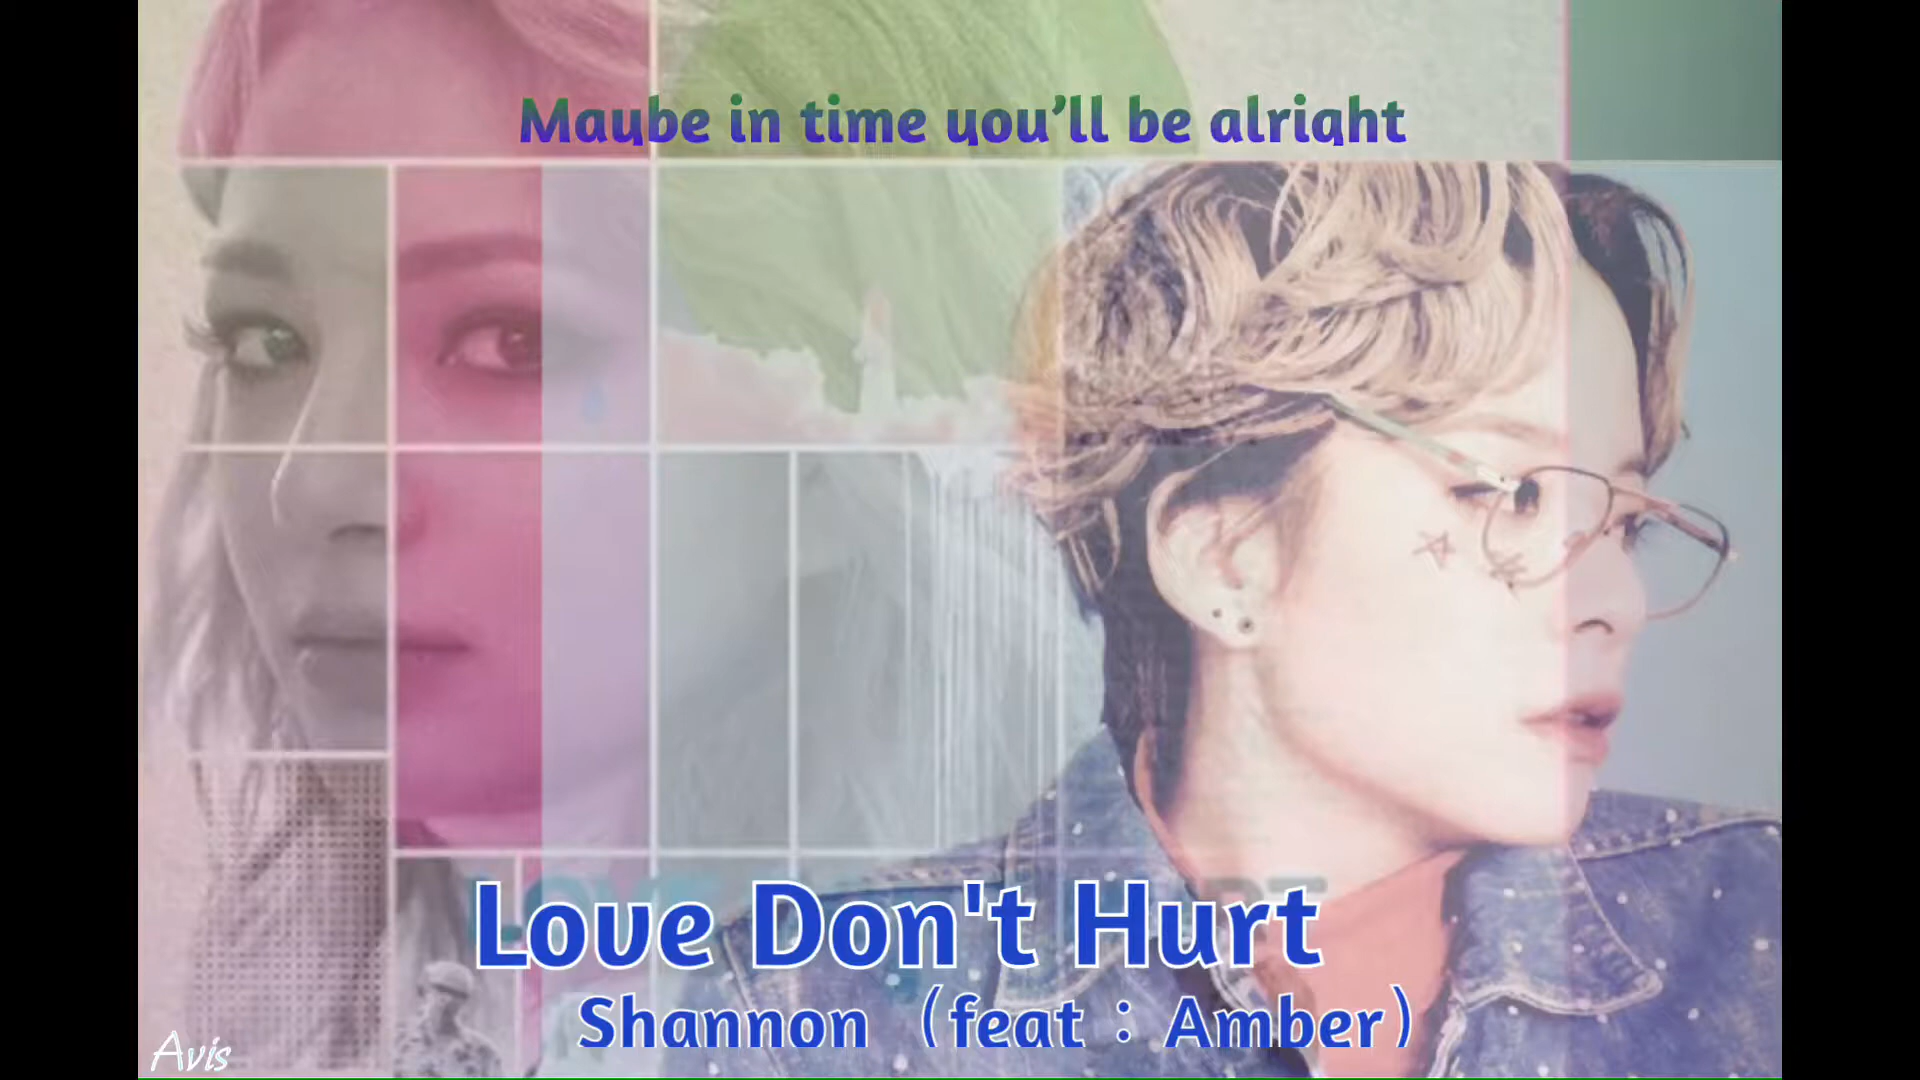 Maybe in time you’ll be alright
Love Don't Hurt
Shannon（feat：Amber）
Avis